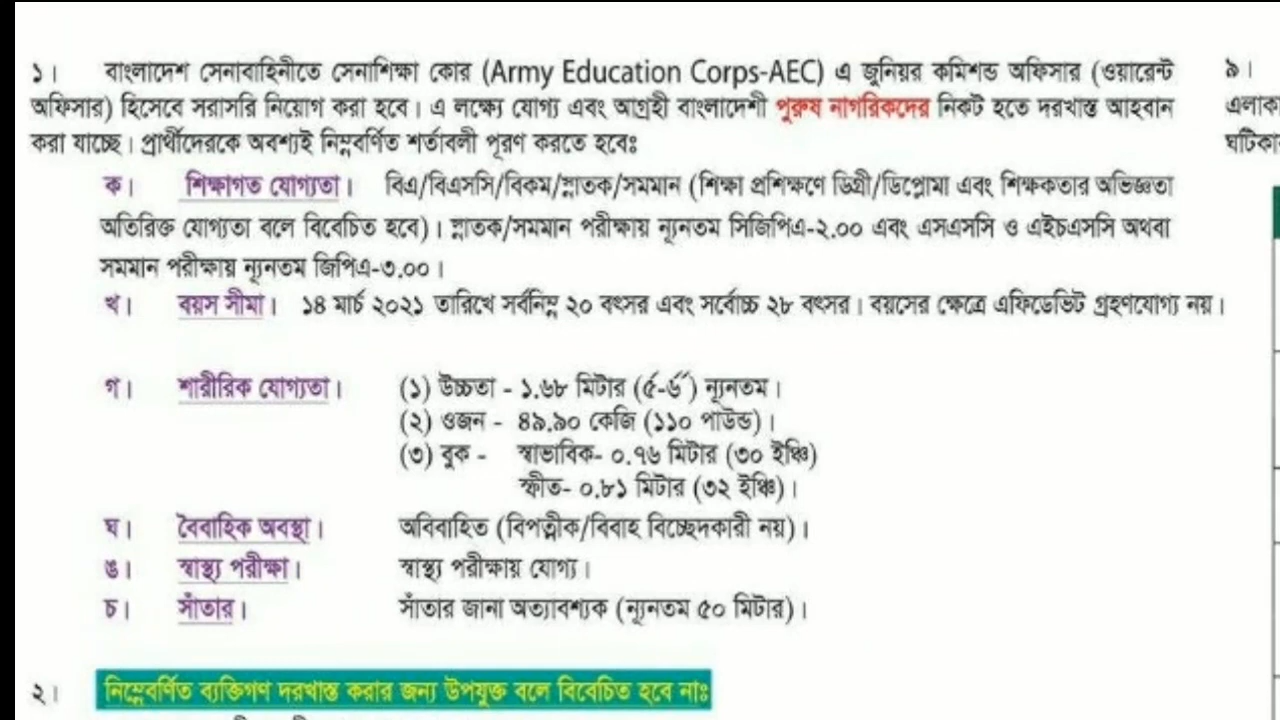 ১। বাংলাদেশ সেনাবাহিনীতে সেনাশিক্ষা কোর (Army Education Corps-AEC) এ জুনিয়র কমিশন্ড অফিসার (ওয়ারেন্ট
অফিসার) হিসেবে সরাসরি নিয়োগ করা হবে। এ লক্ষ্যে যোগ্য এবং আগ্রহী বাংলাদেশী পুরুষ নাগরিকদের নিকট হতে দরখাস্ত আহবান
করা যাচ্ছে। প্রার্থীদেরকে অবশ্যই নিম্নবর্ণিত শর্তাবলী পূরণ করতে হবেঃ
ক। শিক্ষাগত যোগ্যতা। বিএ/বিএসসি/বিকম/স্নাতক/সমমান (শিক্ষা প্রশিক্ষণে ডিগ্রী/ডিপ্লোমা এবং শিক্ষকতার অভিজ্ঞতা
অতিরিক্ত যোগ্যতা বলে বিবেচিত হবে)। স্নাতক/সমমান পরীক্ষায় ন্যূনতম সিজিপিএ-২.০০ এবং এসএসসি ও এইচএসসি অথবা
সমমান পরীক্ষায় ন্যূনতম জিপিএ-৩.০০।
খ। বয়স সীমা। ১৪ মার্চ ২০২১ তারিখে সর্বনিম্ন ২০ বৎসর এবং সর্বোচ্চ ২৮ বৎসর। বয়সের ক্ষেত্রে এফিডেভিট গ্রহণযোগ্য নয়।
গ। শারীরিক যোগ্যতা। (১) উচ্চতা - ১.৬৮ মিটার (৫′-৬″) ন্যূনতম।
(২) ওজন - ৪৯.৯০ কেজি (১১০ পাউন্ড)।
(৩) বুক - স্বাভাবিক- ০.৭৬ মিটার (৩০ ইঞ্চি)
স্ফীত- ০.৮১ মিটার (৩২ ইঞ্চি)।
ঘ। বৈবাহিক অবস্থা। অবিবাহিত (বিপত্নীক/বিবাহ বিচ্ছেদকারী নয়)।
ঙ। স্বাস্থ্য পরীক্ষা। স্বাস্থ্য পরীক্ষায় যোগ্য।
চ। সাঁতার। সাঁতার জানা অত্যাবশ্যক (ন্যূনতম ৫০ মিটার)।
২। নিম্নেবর্ণিত ব্যক্তিগণ দরখাস্ত করার জন্য উপযুক্ত বলে বিবেচিত হবে নাঃ
৯।
এলাক
ঘটিকা